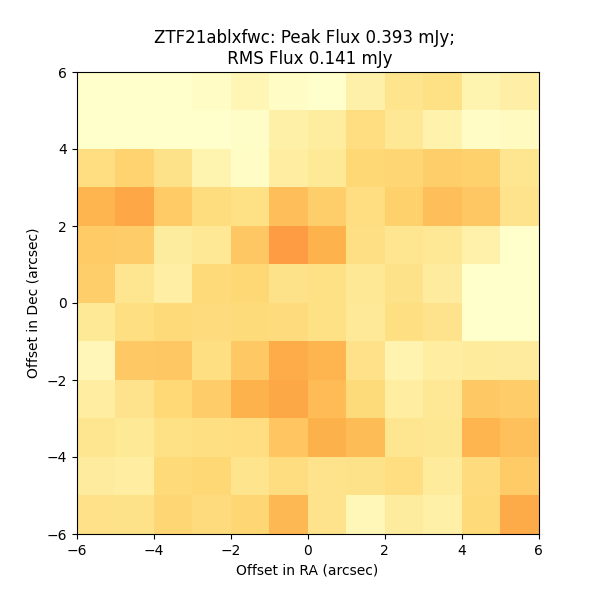 ZTF21ablxfwc: Peak Flux 0.393 mJy;
RMS Flux 0.141 mJy
6
4
2
0
−2
−4
−6
Offset in Dec (arcsec)
−6 −4 −2 0 2 4 6
Offset in RA (arcsec)